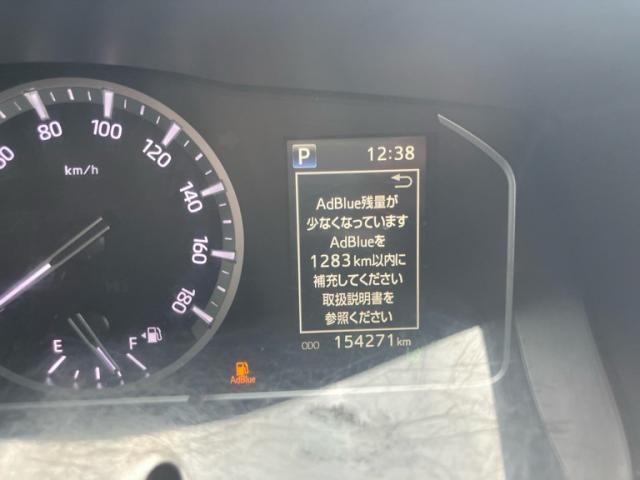 60
80
100
120
140
160
180
km/h
E
F
P
12:38
AdBlue残量が
少なくなっています
AdBlueを
1283km以内に
補充してください
取扱説明書を
参照ください
ODO 154271km
AdBlue